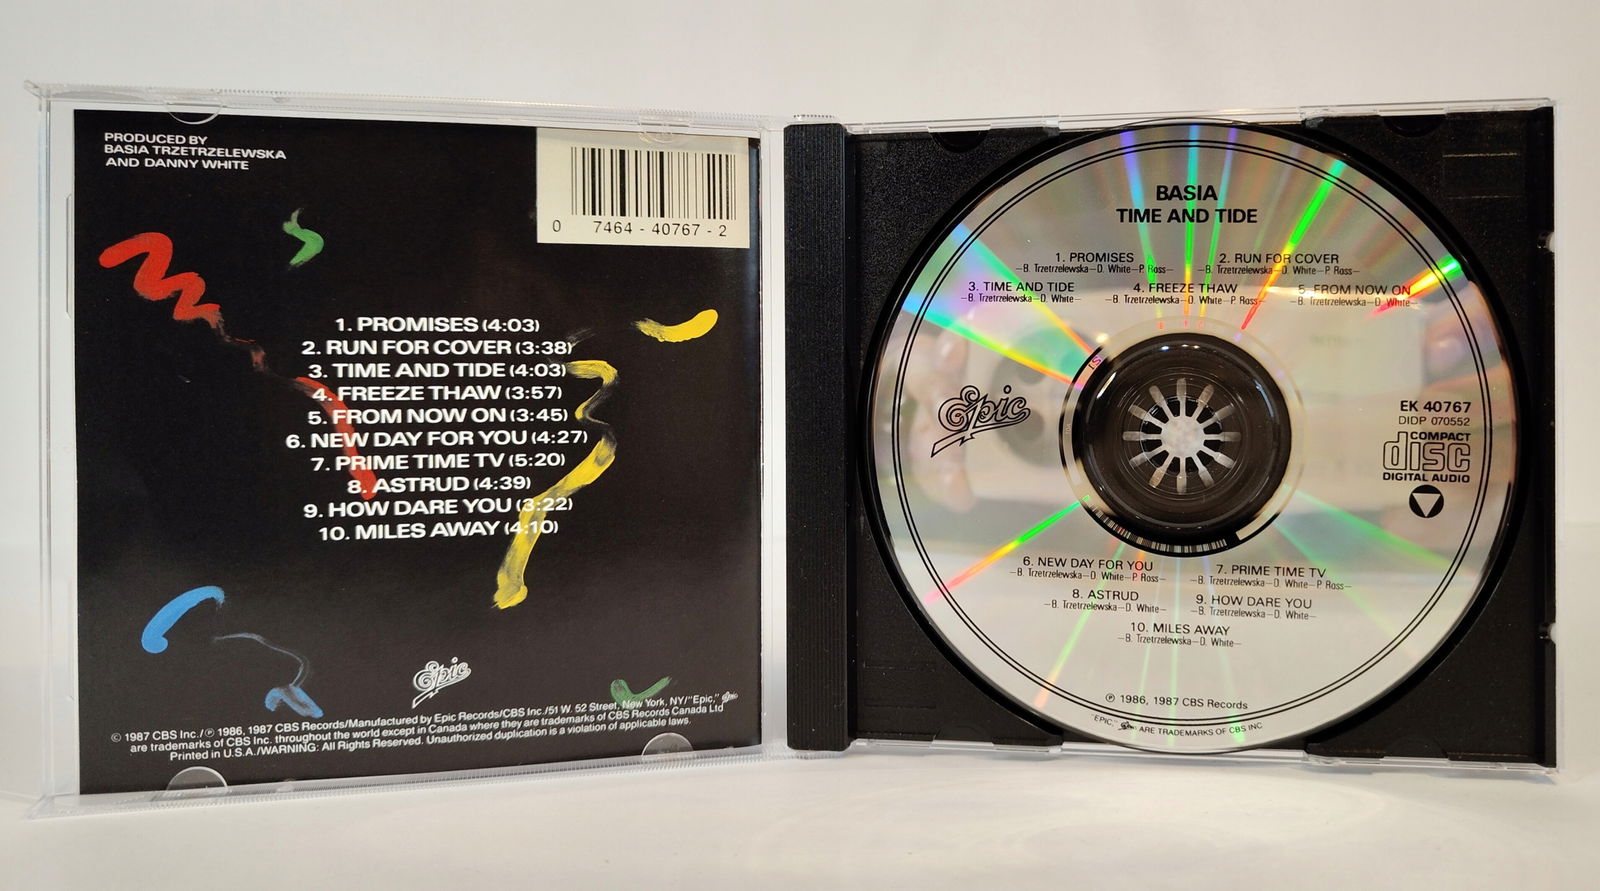 PRODUCED BY
BASIA TRZETRZELEWSKA
AND DANNY WHITE
0 7464 - 40767 - 2
1. PROMISES (4:03)
2. RUN FOR COVER (3:38)
3. TIME AND TIDE (4:03)
4. FREEZE THAW (3:57)
5. FROM NOW ON (3:45)
6. NEW DAY FOR YOU (4:27)
7. PRIME TIME TV (5:20)
8. ASTRUD (4:39)
9. HOW DARE YOU (3:22)
10. MILES AWAY (4:10)
Epic
© 1987 CBS Inc./℗ 1986, 1987 CBS Records/Manufactured by Epic Records/CBS Inc./51 W. 52 Street, New York, NY/"Epic," Epic
are trademarks of CBS Inc. throughout the world except in Canada where they are trademarks of CBS Records Canada Ltd
Printed in U.S.A./WARNING: All Rights Reserved. Unauthorized duplication is a violation of applicable laws.
BASIA
TIME AND TIDE
1. PROMISES 2. RUN FOR COVER
—B. Trzetrzelewska—D. White—P. Ross— —B. Trzetrzelewska—D. White—P. Ross—
3. TIME AND TIDE 4. FREEZE THAW 5. FROM NOW ON
—B. Trzetrzelewska—D. White— —B. Trzetrzelewska—D. White—P. Ross— —B. Trzetrzelewska—D. White—
Epic
EK 40767
DIDP 070552
COMPACT
disc
DIGITAL AUDIO
6. NEW DAY FOR YOU 7. PRIME TIME TV
—B. Trzetrzelewska—D. White—P. Ross— —B. Trzetrzelewska—D. White—P. Ross—
8. ASTRUD 9. HOW DARE YOU
—B. Trzetrzelewska—D. White— —B. Trzetrzelewska—D. White—
10. MILES AWAY
—B. Trzetrzelewska—D. White—
℗ 1986, 1987 CBS Records
"EPIC," Epic ARE TRADEMARKS OF CBS INC.